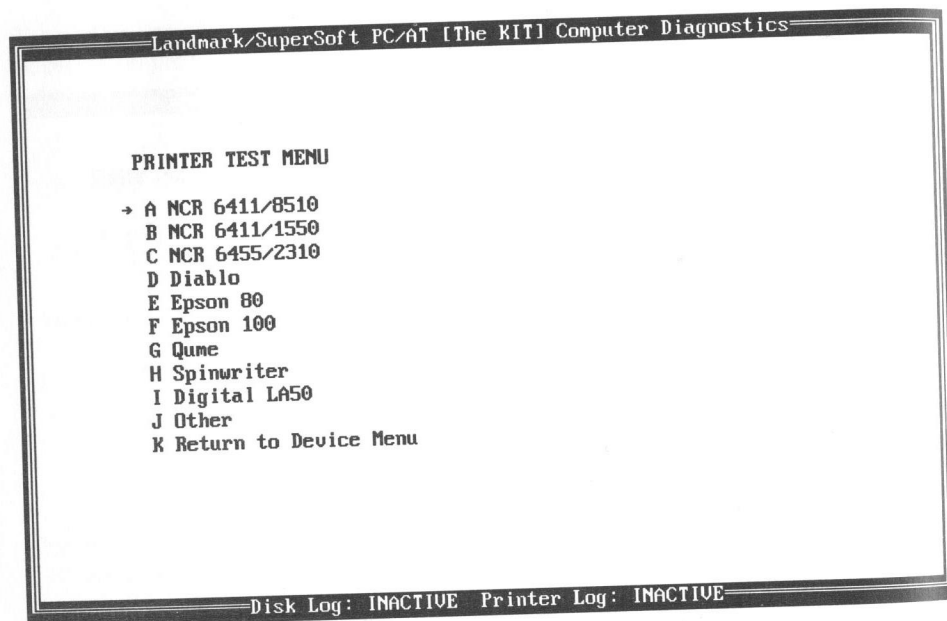 Landmark/SuperSoft PC/AT [The KIT] Computer Diagnostics
PRINTER TEST MENU
→ A NCR 6411/8510
B NCR 6411/1550
C NCR 6455/2310
D Diablo
E Epson 80
F Epson 100
G Qume
H Spinwriter
I Digital LA50
J Other
K Return to Device Menu
Disk Log: INACTIVE Printer Log: INACTIVE